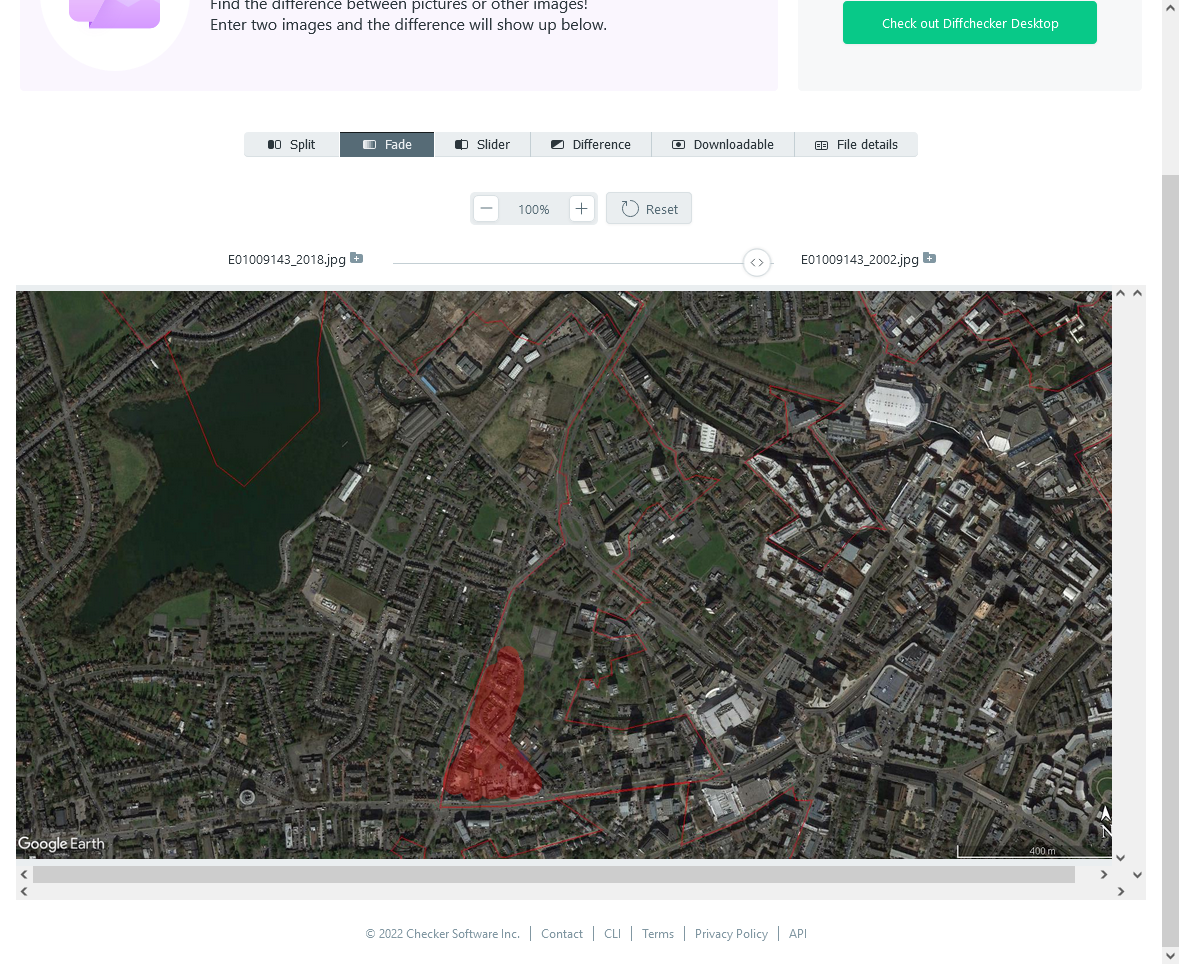 Find the difference between pictures or other images!
Enter two images and the difference will show up below.
Check out Diffchecker Desktop
Split Fade Slider Difference Downloadable File details
100% Reset
E01009143_2018.jpg E01009143_2002.jpg
N
Google Earth
400 m
© 2022 Checker Software Inc. Contact CLI Terms Privacy Policy API